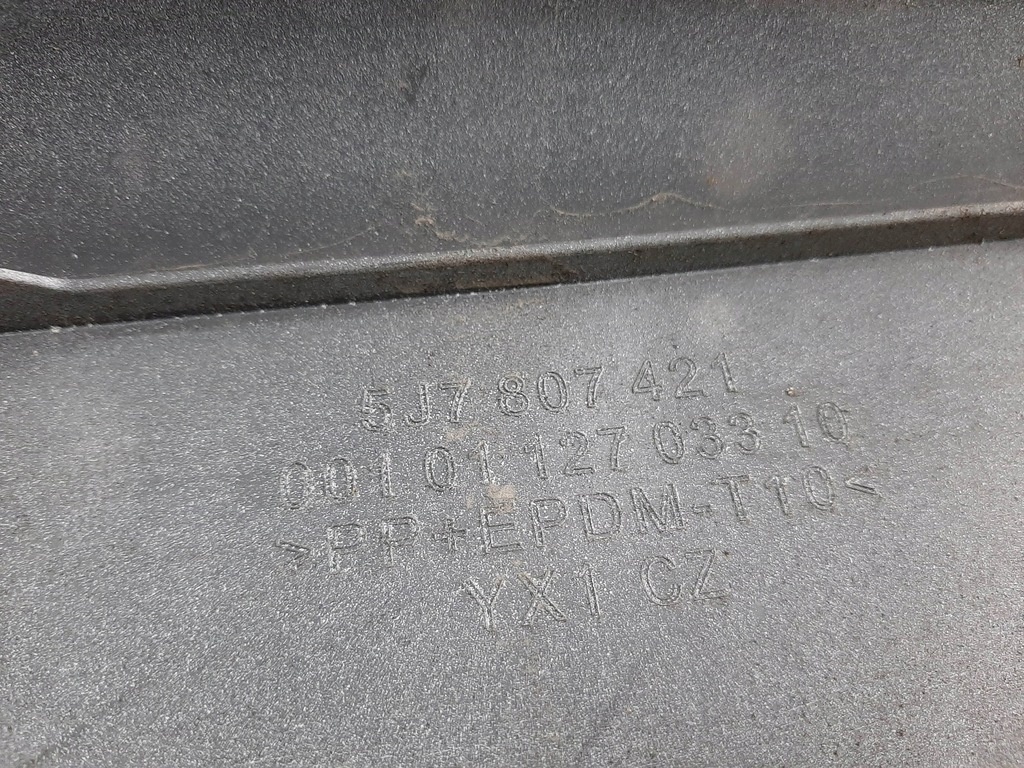 5J7 807 421
001 01 127 033 10
>PP+EPDM-T10<
YX1 CZ